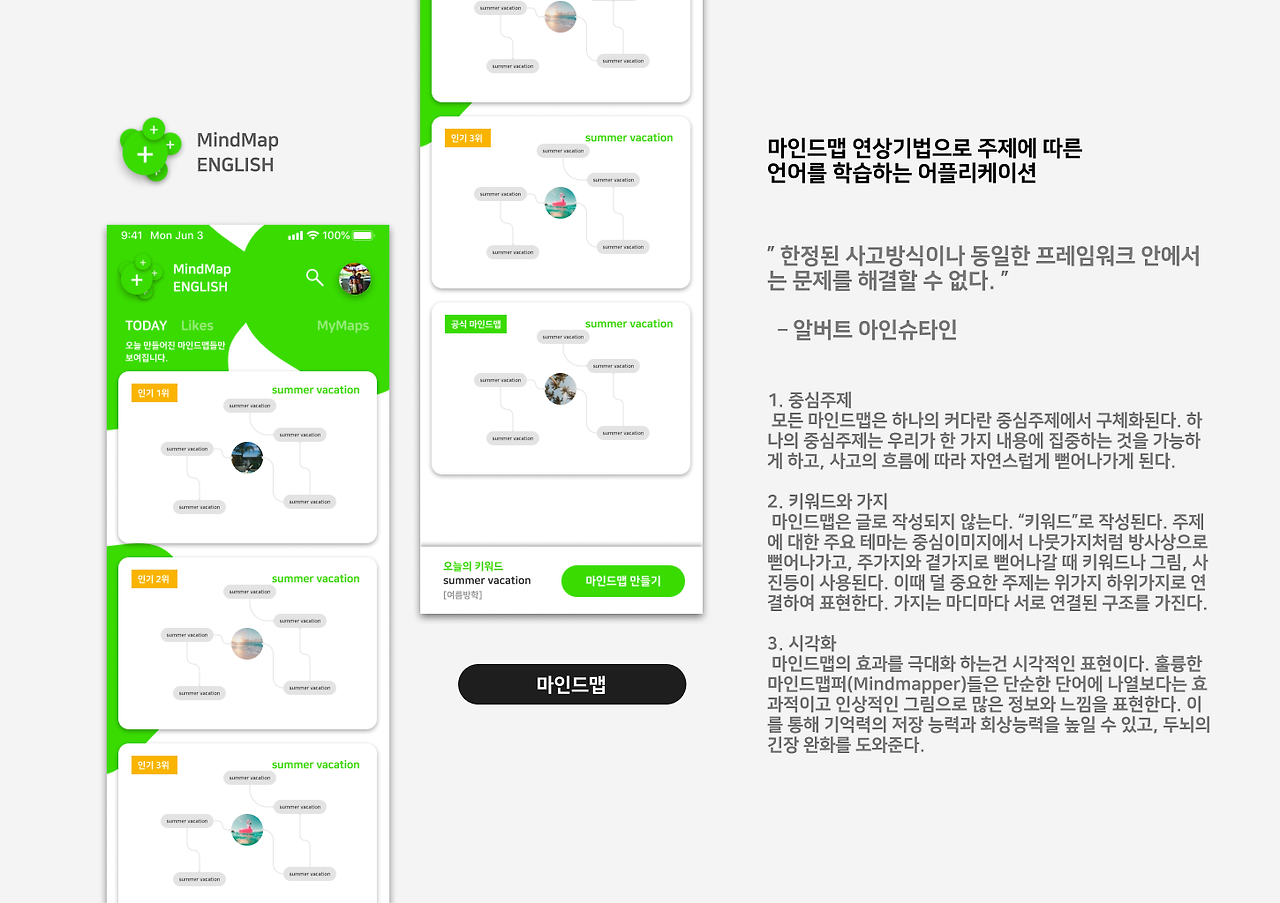 MindMap
ENGLISH
9:41 Mon Jun 3
100%
MindMap
ENGLISH
TODAY Likes MyMaps
오늘 만들어진 마인드맵들만
보여집니다.
인기 1위
summer vacation
summer vacation
summer vacation
summer vacation
summer vacation
summer vacation
인기 2위
summer vacation
summer vacation
summer vacation
summer vacation
summer vacation
summer vacation
인기 3위
summer vacation
summer vacation
summer vacation
summer vacation
summer vacation
summer vacation
summer vacation
summer vacation
summer vacation
인기 3위
summer vacation
summer vacation
summer vacation
summer vacation
summer vacation
summer vacation
공식 마인드맵
summer vacation
summer vacation
summer vacation
summer vacation
summer vacation
summer vacation
오늘의 키워드
summer vacation
[여름방학]
마인드맵 만들기
마인드맵
마인드맵 연상기법으로 주제에 따른
언어를 학습하는 어플리케이션
” 한정된 사고방식이나 동일한 프레임워크 안에서
는 문제를 해결할 수 없다. ”
– 알버트 아인슈타인
1. 중심주제
모든 마인드맵은 하나의 커다란 중심주제에서 구체화된다. 하
나의 중심주제는 우리가 한 가지 내용에 집중하는 것을 가능하
게 하고, 사고의 흐름에 따라 자연스럽게 뻗어나가게 된다.
2. 키워드와 가지
마인드맵은 글로 작성되지 않는다. “키워드”로 작성된다. 주제
에 대한 주요 테마는 중심이미지에서 나뭇가지처럼 방사상으로
뻗어나가고, 주가지와 곁가지로 뻗어나갈 때 키워드나 그림, 사
진등이 사용된다. 이때 덜 중요한 주제는 위가지 하위가지로 연
결하여 표현한다. 가지는 마디마다 서로 연결된 구조를 가진다.
3. 시각화
마인드맵의 효과를 극대화 하는건 시각적인 표현이다. 훌륭한
마인드맵퍼(Mindmapper)들은 단순한 단어에 나열보다는 효
과적이고 인상적인 그림으로 많은 정보와 느낌을 표현한다. 이
를 통해 기억력의 저장 능력과 회상능력을 높일 수 있고, 두뇌의
긴장 완화를 도와준다.